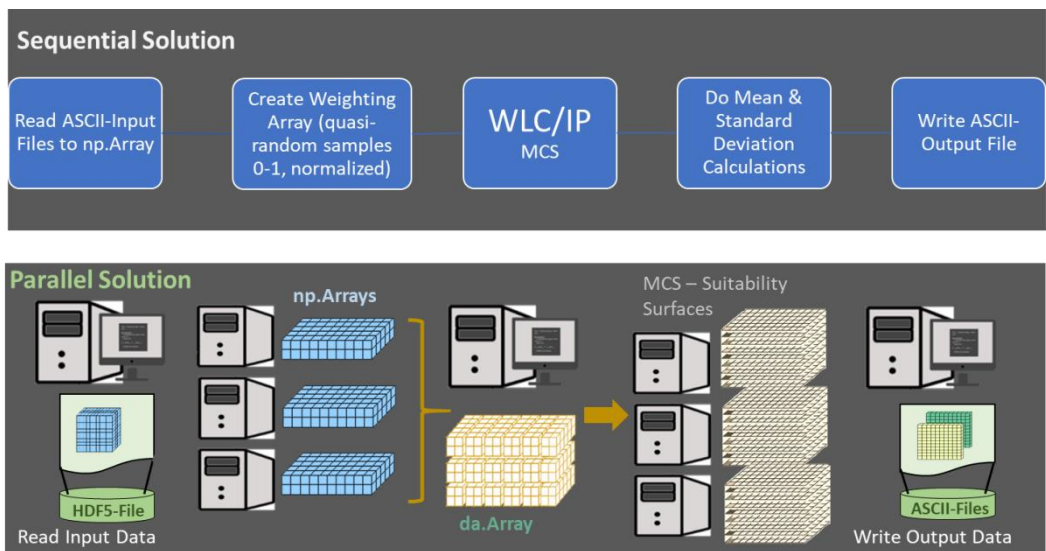 Sequential Solution
Read ASCII-Input
Files to np.Array
Create Weighting
Array (quasi-
random samples
0-1, normalized)
WLC/IP
MCS
Do Mean &
Standard
Deviation
Calculations
Write ASCII-
Output File
Parallel Solution
np.Arrays
MCS – Suitability
Surfaces
HDF5-File
Read Input Data
da.Array
ASCII-Files
Write Output Data